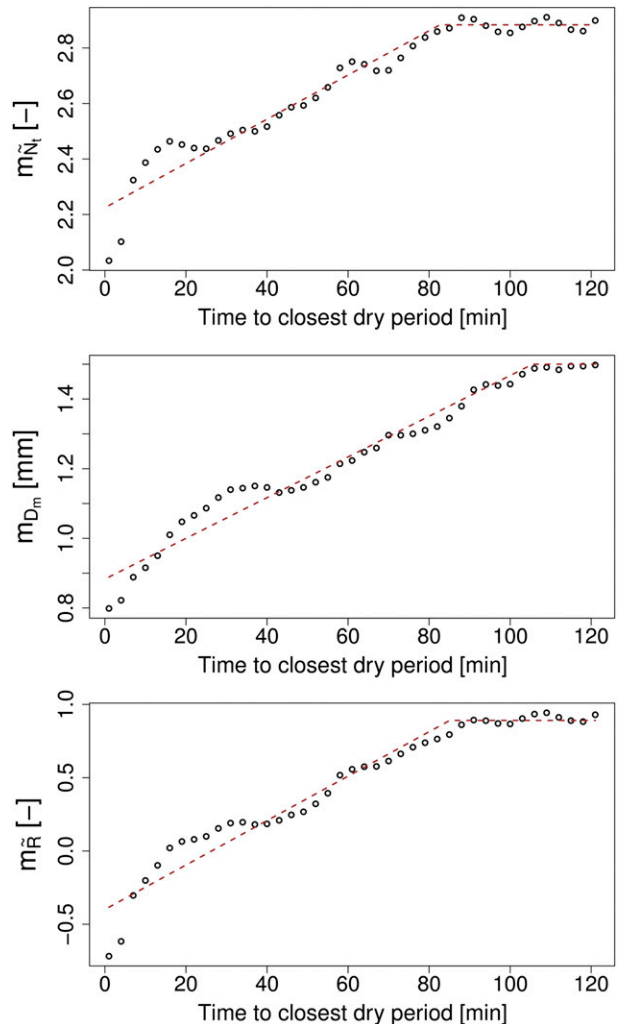 2.0 2.2 2.4 2.6 2.8
m_Ñt [−]
0 20 40 60 80 100 120
Time to closest dry period [min]
0.8 1.0 1.2 1.4
m_Dm [mm]
0 20 40 60 80 100 120
Time to closest dry period [min]
−0.5 0.0 0.5 1.0
m_R̃ [−]
0 20 40 60 80 100 120
Time to closest dry period [min]